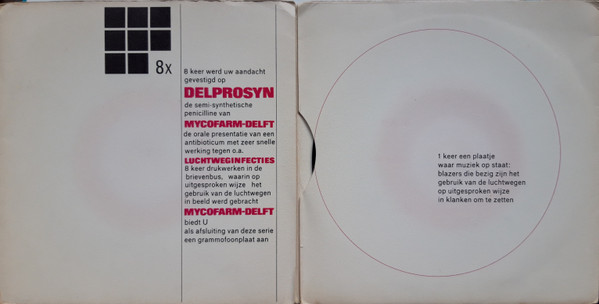 8x
8 keer werd uw aandacht
gevestigd op
DELPROSYN
de semi-synthetische
penicilline van
MYCOFARM-DELFT
de orale presentatie van een
antibioticum met zeer snelle
werking tegen o.a.
LUCHTWEGINFECTIES
8 keer drukwerken in de
brievenbus, waarin op
uitgesproken wijze het
gebruik van de luchtwegen
in beeld werd gebracht
MYCOFARM-DELFT
biedt U
als afsluiting van deze serie
een grammofoonplaat aan
1 keer een plaatje
waar muziek op staat:
blazers die bezig zijn het
gebruik van de luchtwegen
op uitgesproken wijze
in klanken om te zetten